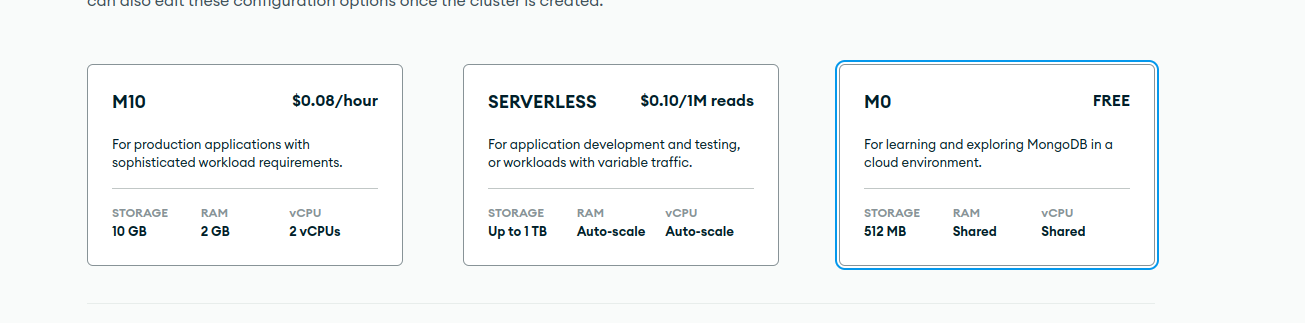 can also edit these configuration options once the cluster is created.
M10 $0.08/hour
For production applications with
sophisticated workload requirements.
STORAGE RAM vCPU
10 GB 2 GB 2 vCPUs
SERVERLESS $0.10/1M reads
For application development and testing,
or workloads with variable traffic.
STORAGE RAM vCPU
Up to 1 TB Auto-scale Auto-scale
M0 FREE
For learning and exploring MongoDB in a
cloud environment.
STORAGE RAM vCPU
512 MB Shared Shared